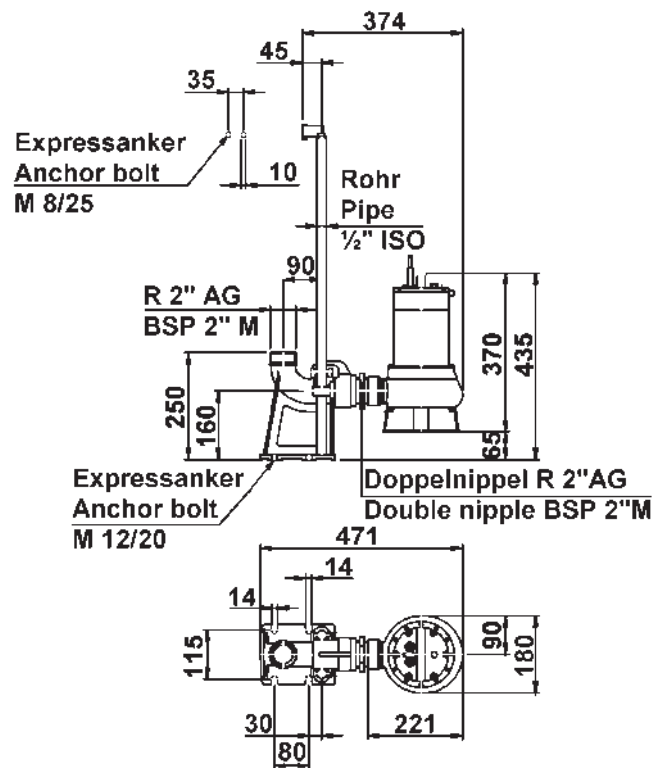 374
45
35
Expressanker
Anchor bolt
M 8/25
10
Rohr
Pipe
½" ISO
90
R 2" AG
BSP 2" M
250
160
370
435
65
Expressanker
Anchor bolt
M 12/20
Doppelnippel R 2"AG
Double nipple BSP 2"M
471
14
14
115
90
180
30
80
221